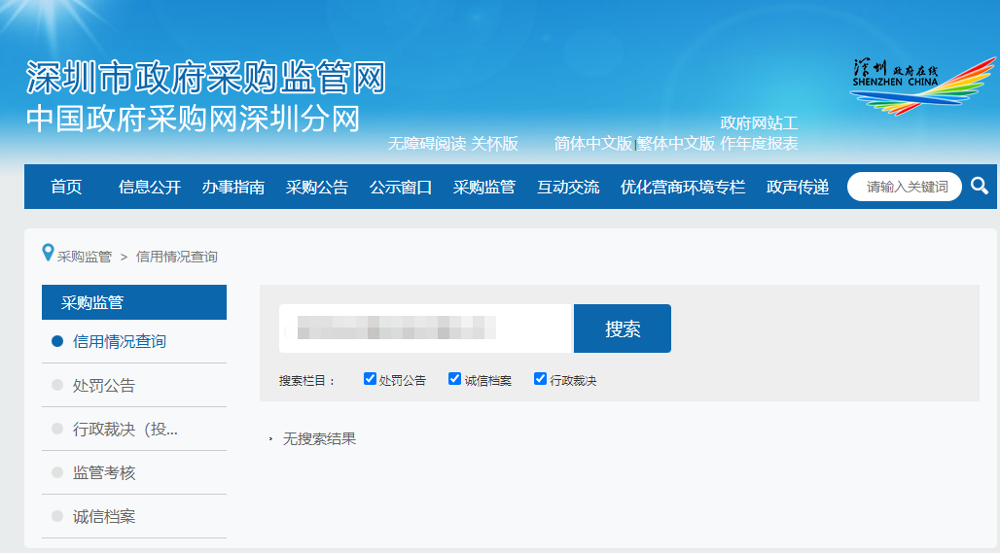 深圳市政府采购监管网
中国政府采购网深圳分网
深圳 政府在线
SHENZHEN CHINA
无障碍阅读 关怀版 简体中文版|繁体中文版 政府网站工
作年度报表
首页 信息公开 办事指南 采购公告 公示窗口 采购监管 互动交流 优化营商环境专栏 政声传递 请输入关键词
采购监管 > 信用情况查询
采购监管
信用情况查询
处罚公告
行政裁决（投...
监管考核
诚信档案
搜索
搜索栏目： 处罚公告 诚信档案 行政裁决
无搜索结果